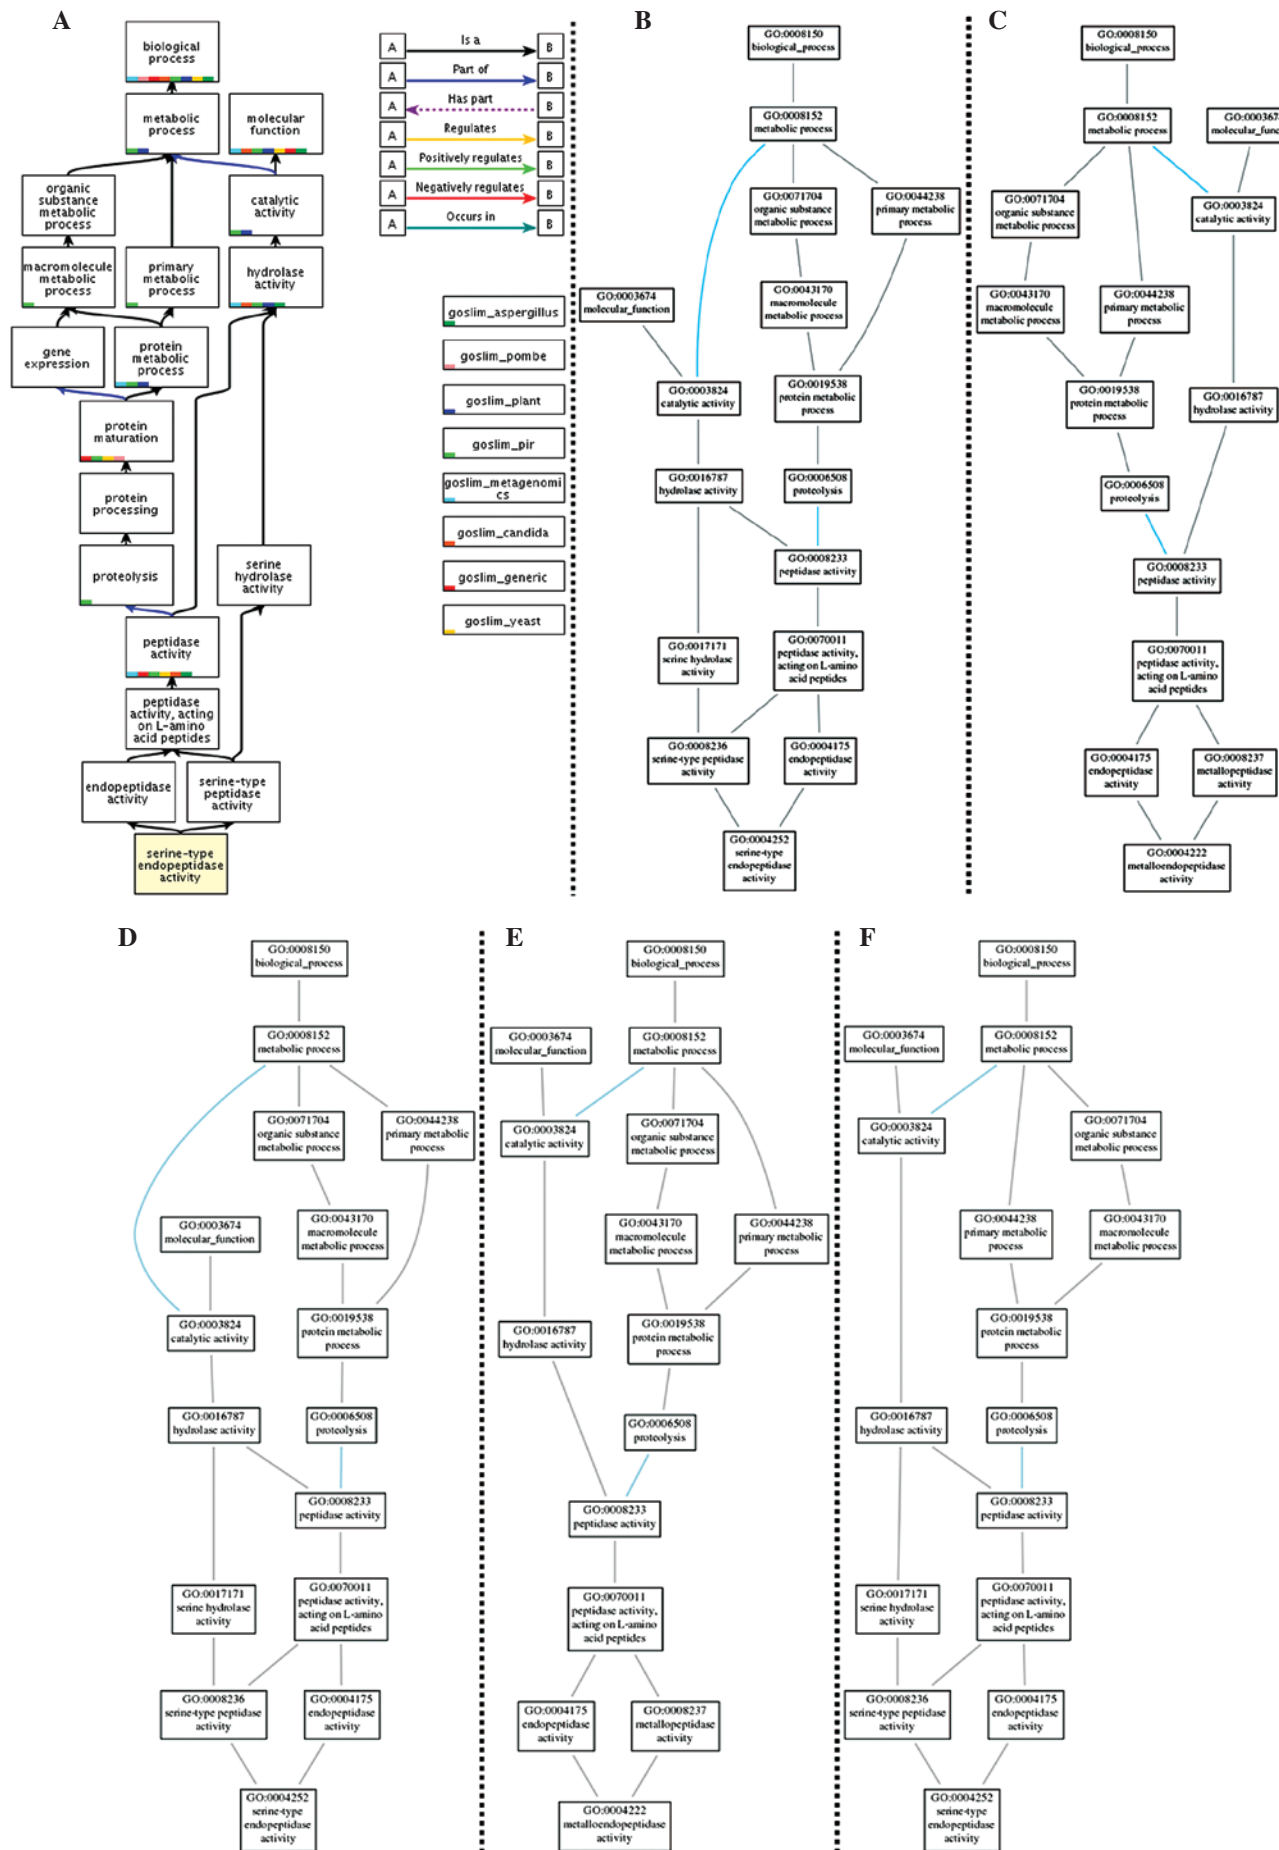 A
biological
process
metabolic
process
molecular
function
organic
substance
metabolic
process
catalytic
activity
macromolecule
metabolic
process
primary
metabolic
process
hydrolase
activity
gene
expression
protein
metabolic
process
protein
maturation
protein
processing
proteolysis
serine
hydrolase
activity
peptidase
activity
peptidase
activity, acting
on L-amino
acid peptides
endopeptidase
activity
serine-type
peptidase
activity
serine-type
endopeptidase
activity
A Is a B
A Part of B
A Has part B
A Regulates B
A Positively regulates B
A Negatively regulates B
A Occurs in B
goslim_aspergillus
goslim_pombe
goslim_plant
goslim_pir
goslim_metagenomi
cs
goslim_candida
goslim_generic
goslim_yeast
B
GO:0008150
biological_process
GO:0008152
metabolic process
GO:0071704
organic substance
metabolic process
GO:0044238
primary metabolic
process
GO:0003674
molecular_function
GO:0043170
macromolecule
metabolic process
GO:0003824
catalytic activity
GO:0019538
protein metabolic
process
GO:0016787
hydrolase activity
GO:0006508
proteolysis
GO:0008233
peptidase activity
GO:0017171
serine hydrolase
activity
GO:0070011
peptidase activity,
acting on L-amino
acid peptides
GO:0008236
serine-type peptidase
activity
GO:0004175
endopeptidase
activity
GO:0004252
serine-type
endopeptidase
activity
C
GO:0008150
biological_process
GO:0008152
metabolic process
GO:000367
molecular_func
GO:0071704
organic substance
metabolic process
GO:0003824
catalytic activity
GO:0043170
macromolecule
metabolic process
GO:0044238
primary metabolic
process
GO:0019538
protein metabolic
process
GO:0016787
hydrolase activity
GO:0006508
proteolysis
GO:0008233
peptidase activity
GO:0070011
peptidase activity,
acting on L-amino
acid peptides
GO:0004175
endopeptidase
activity
GO:0008237
metallopeptidase
activity
GO:0004222
metalloendopeptidase
activity
D
GO:0008150
biological_process
GO:0008152
metabolic process
GO:0071704
organic substance
metabolic process
GO:0044238
primary metabolic
process
GO:0003674
molecular_function
GO:0043170
macromolecule
metabolic process
GO:0003824
catalytic activity
GO:0019538
protein metabolic
process
GO:0016787
hydrolase activity
GO:0006508
proteolysis
GO:0008233
peptidase activity
GO:0017171
serine hydrolase
activity
GO:0070011
peptidase activity,
acting on L-amino
acid peptides
GO:0008236
serine-type peptidase
activity
GO:0004175
endopeptidase
activity
GO:0004252
serine-type
endopeptidase
activity
E
GO:0008150
biological_process
GO:0003674
molecular_function
GO:0008152
metabolic process
GO:0003824
catalytic activity
GO:0071704
organic substance
metabolic process
GO:0043170
macromolecule
metabolic process
GO:0044238
primary metabolic
process
GO:0016787
hydrolase activity
GO:0019538
protein metabolic
process
GO:0006508
proteolysis
GO:0008233
peptidase activity
GO:0070011
peptidase activity,
acting on L-amino
acid peptides
GO:0004175
endopeptidase
activity
GO:0008237
metallopeptidase
activity
GO:0004222
metalloendopeptidase
activity
F
GO:0008150
biological_process
GO:0003674
molecular_function
GO:0008152
metabolic process
GO:0003824
catalytic activity
GO:0071704
organic substance
metabolic process
GO:0044238
primary metabolic
process
GO:0043170
macromolecule
metabolic process
GO:0019538
protein metabolic
process
GO:0016787
hydrolase activity
GO:0006508
proteolysis
GO:0008233
peptidase activity
GO:0017171
serine hydrolase
activity
GO:0070011
peptidase activity,
acting on L-amino
acid peptides
GO:0008236
serine-type peptidase
activity
GO:0004175
endopeptidase
activity
GO:0004252
serine-type
endopeptidase
activity